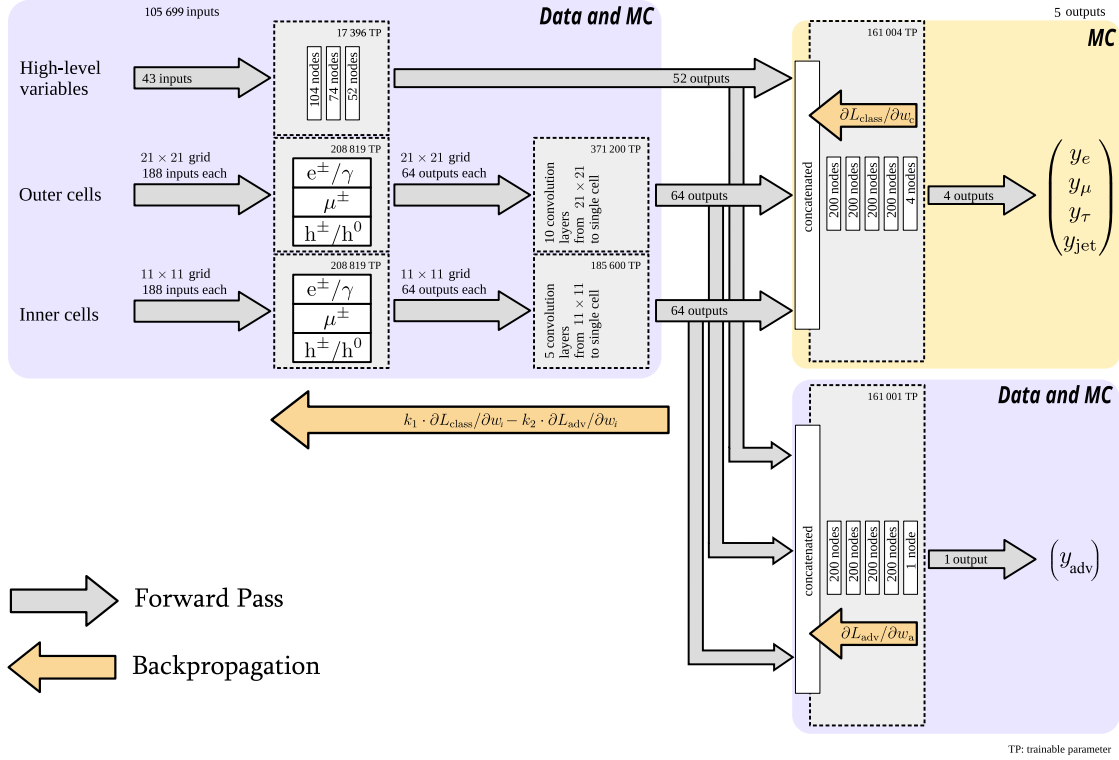 105 699 inputs
Data and MC
5 outputs
MC
High-level
variables
43 inputs
17 396 TP
104 nodes
74 nodes
52 nodes
52 outputs
161 004 TP
concatenated
∂L_class/∂w_c
200 nodes
200 nodes
200 nodes
200 nodes
4 nodes
4 outputs
y_e
y_μ
y_τ
y_jet
Outer cells
21 × 21 grid
188 inputs each
208 819 TP
e^±/γ
μ^±
h^±/h^0
21 × 21 grid
64 outputs each
371 200 TP
10 convolution
layers
from 21 × 21
to single cell
64 outputs
Inner cells
11 × 11 grid
188 inputs each
208 819 TP
e^±/γ
μ^±
h^±/h^0
11 × 11 grid
64 outputs each
185 600 TP
5 convolution
layers
from 11 × 11
to single cell
64 outputs
k_1 · ∂L_class/∂w_i − k_2 · ∂L_adv/∂w_i
Data and MC
161 001 TP
concatenated
200 nodes
200 nodes
200 nodes
200 nodes
1 node
∂L_adv/∂w_a
1 output
(y_adv)
Forward Pass
Backpropagation
TP: trainable parameter